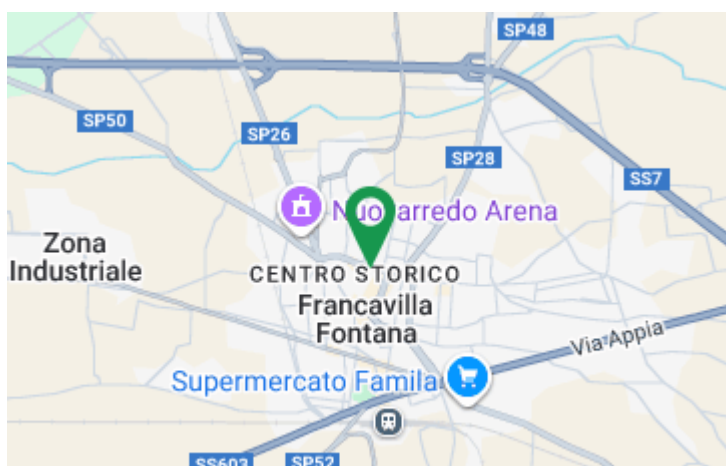 SP48
SP50
SP26
SP28
SS7
Nuovarredo Arena
Zona
Industriale
CENTRO STORICO
Francavilla
Fontana
Via Appia
Supermercato Famila
SS603
SP52